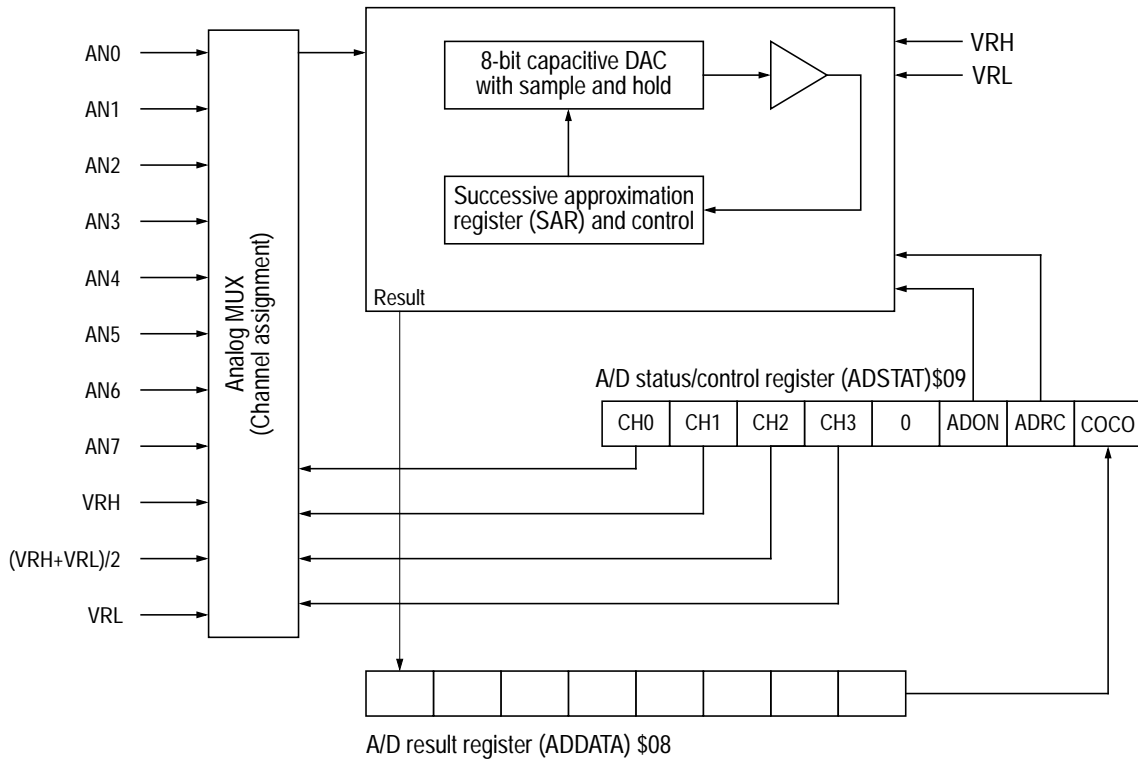 AN0
AN1
AN2
AN3
AN4
AN5
AN6
AN7
VRH
(VRH+VRL)/2
VRL
Analog MUX
(Channel assignment)
8-bit capacitive DAC
with sample and hold
Successive approximation
register (SAR) and control
Result
VRH
VRL
A/D status/control register (ADSTAT)$09
CH0 CH1 CH2 CH3 0 ADON ADRC COCO
A/D result register (ADDATA) $08